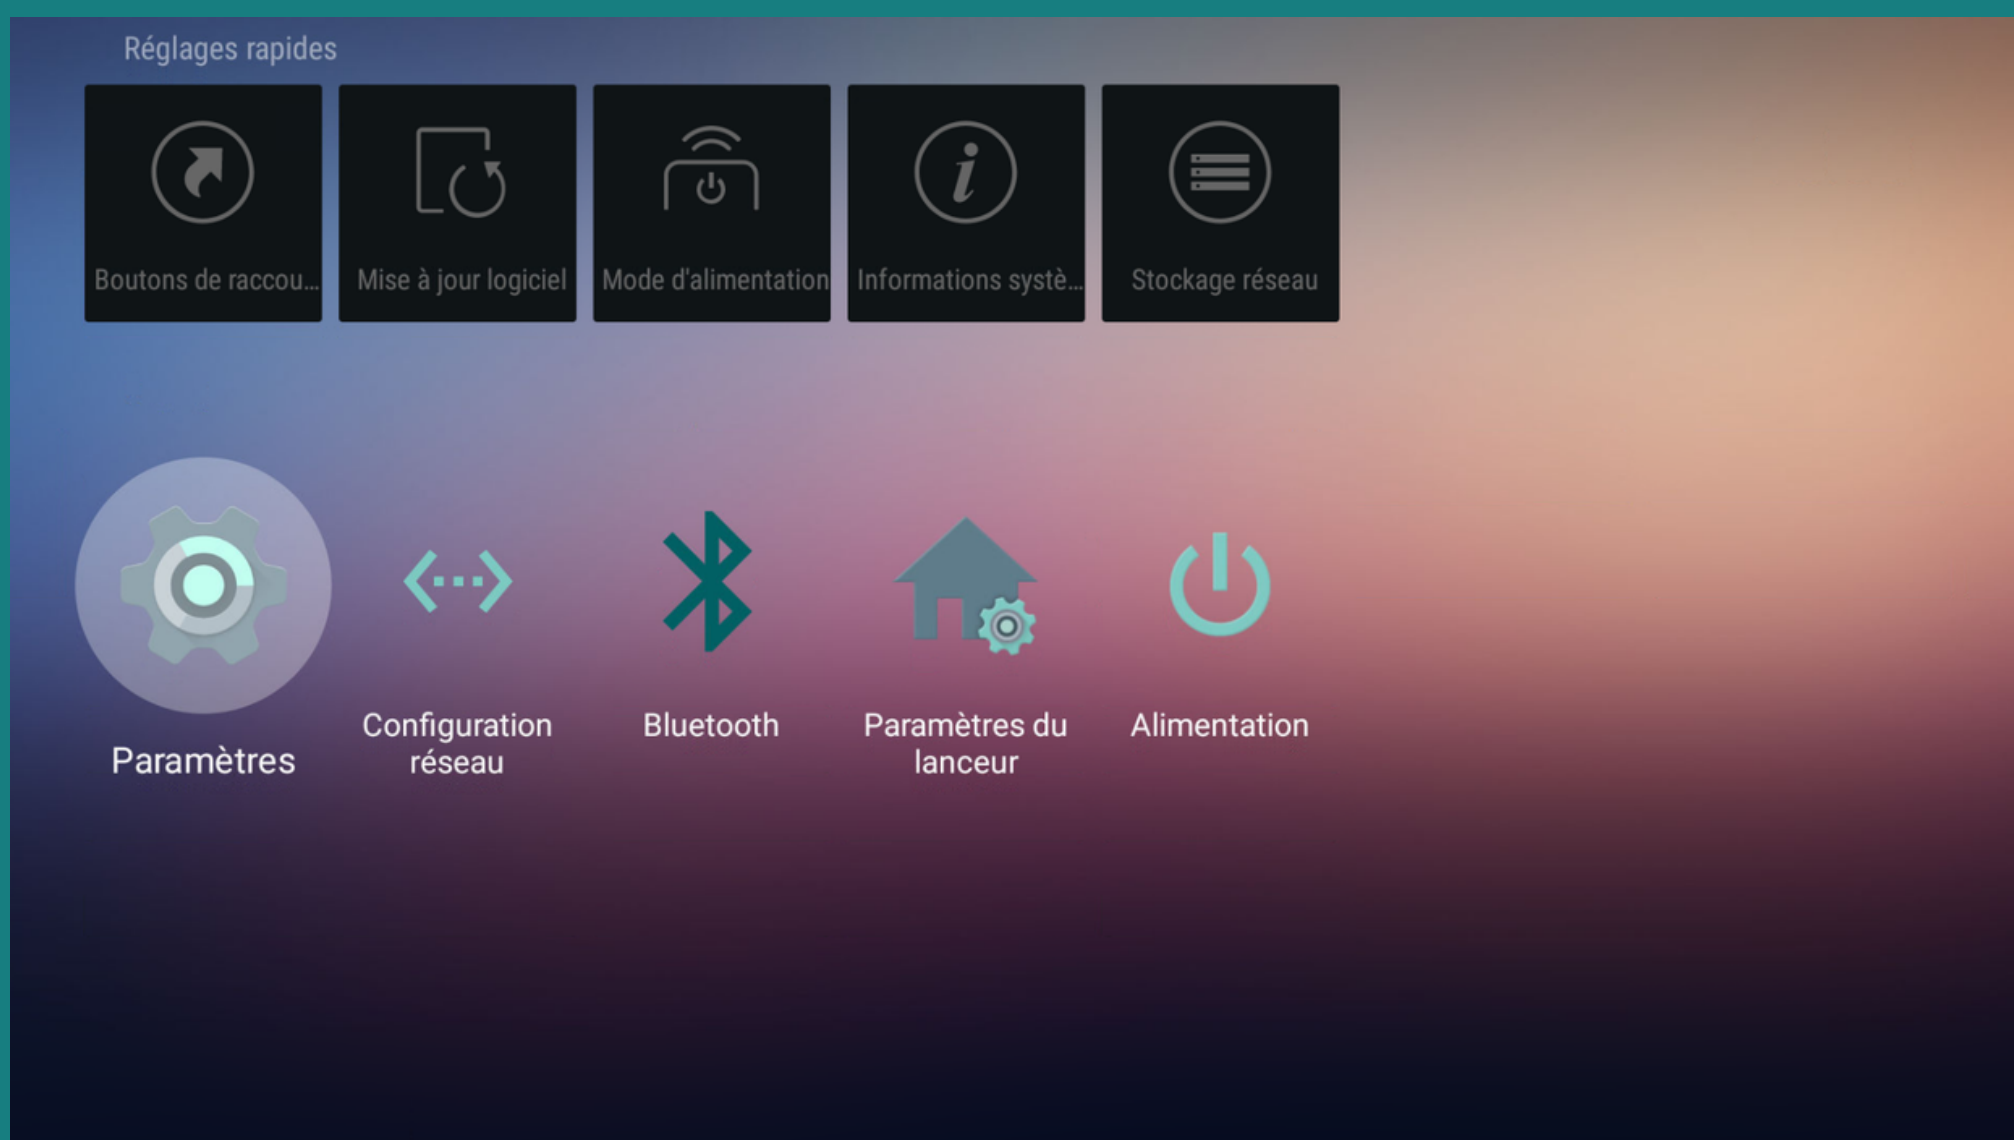 Réglages rapides
Boutons de raccou...
Mise à jour logiciel
Mode d'alimentation
Informations systè...
Stockage réseau
Paramètres
Configuration
réseau
Bluetooth
Paramètres du
lanceur
Alimentation